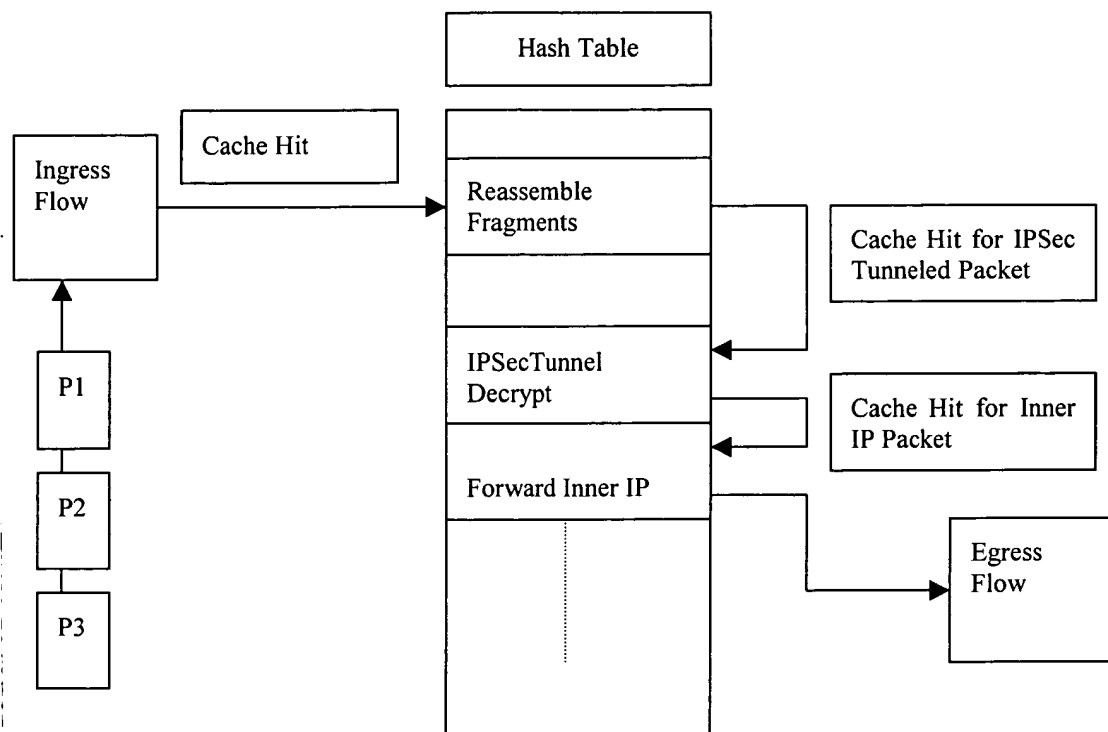 Hash Table
Cache Hit
Ingress
Flow
Reassemble
Fragments
Cache Hit for IPSec
Tunneled Packet
IPSecTunnel
Decrypt
Cache Hit for Inner
IP Packet
Forward Inner IP
P1
P2
P3
Egress
Flow